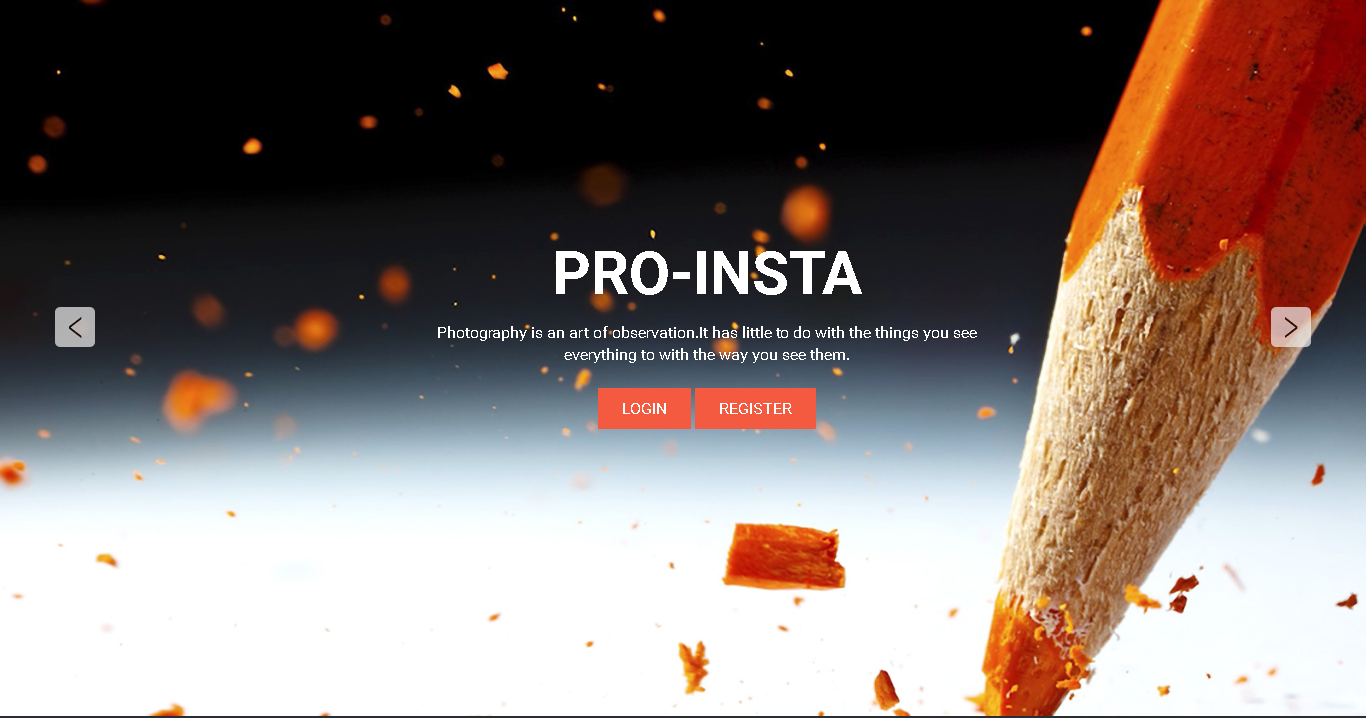 PRO-INSTA
Photography is an art of observation.It has little to do with the things you see
everything to with the way you see them.
LOGIN REGISTER